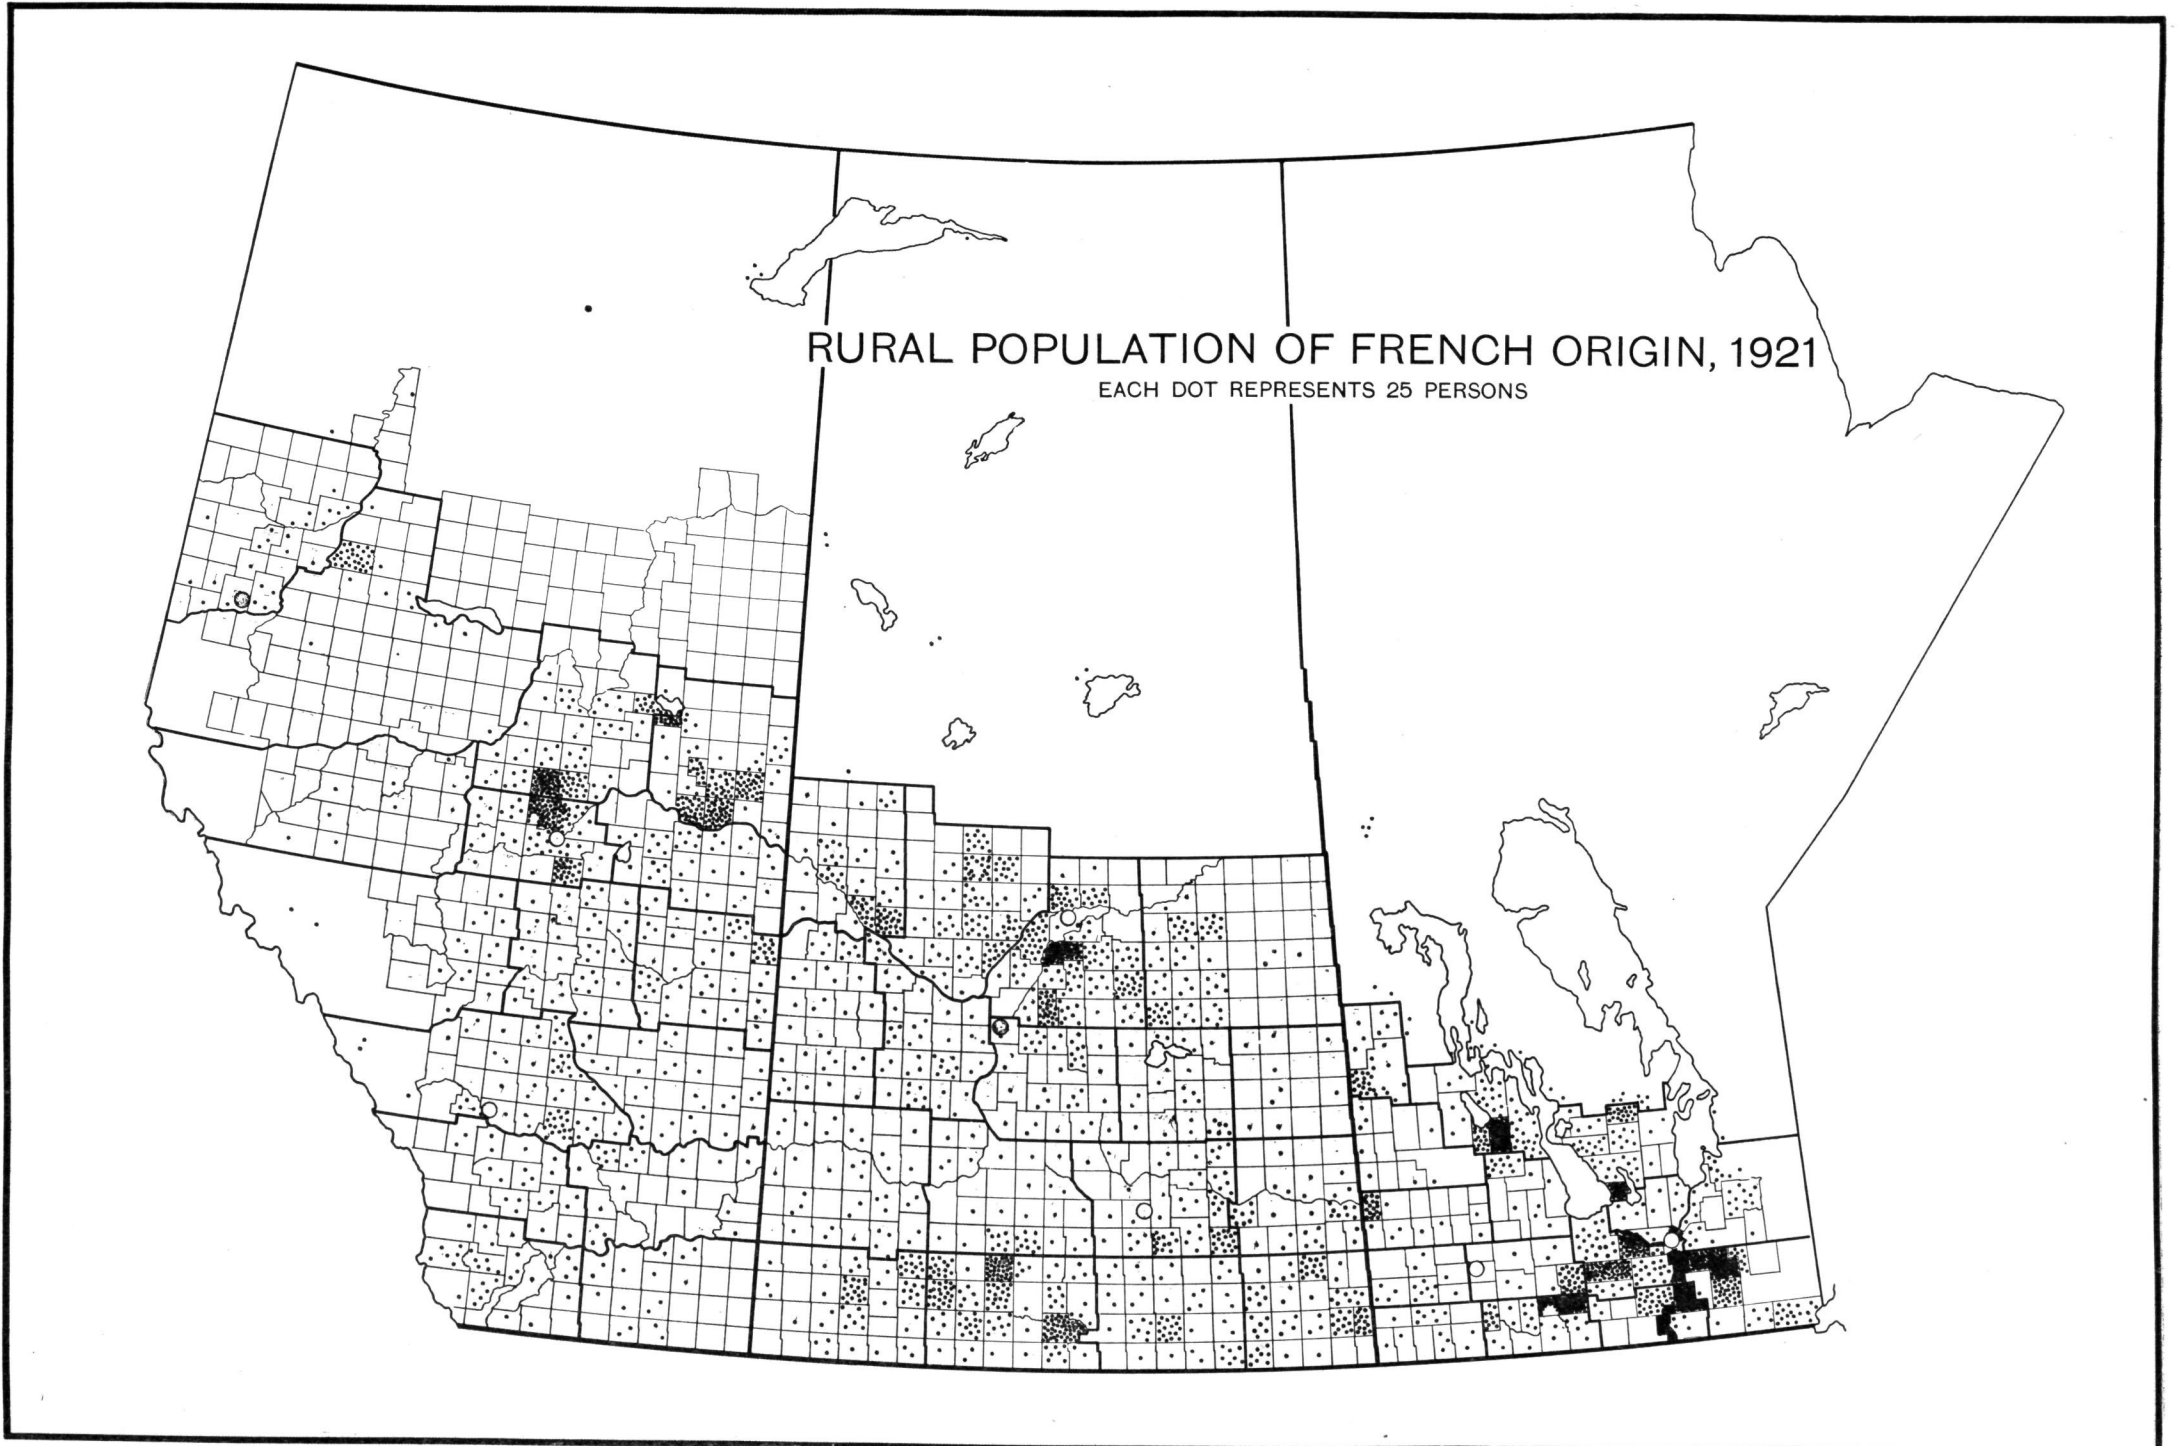 RURAL POPULATION OF FRENCH ORIGIN, 1921
EACH DOT REPRESENTS 25 PERSONS